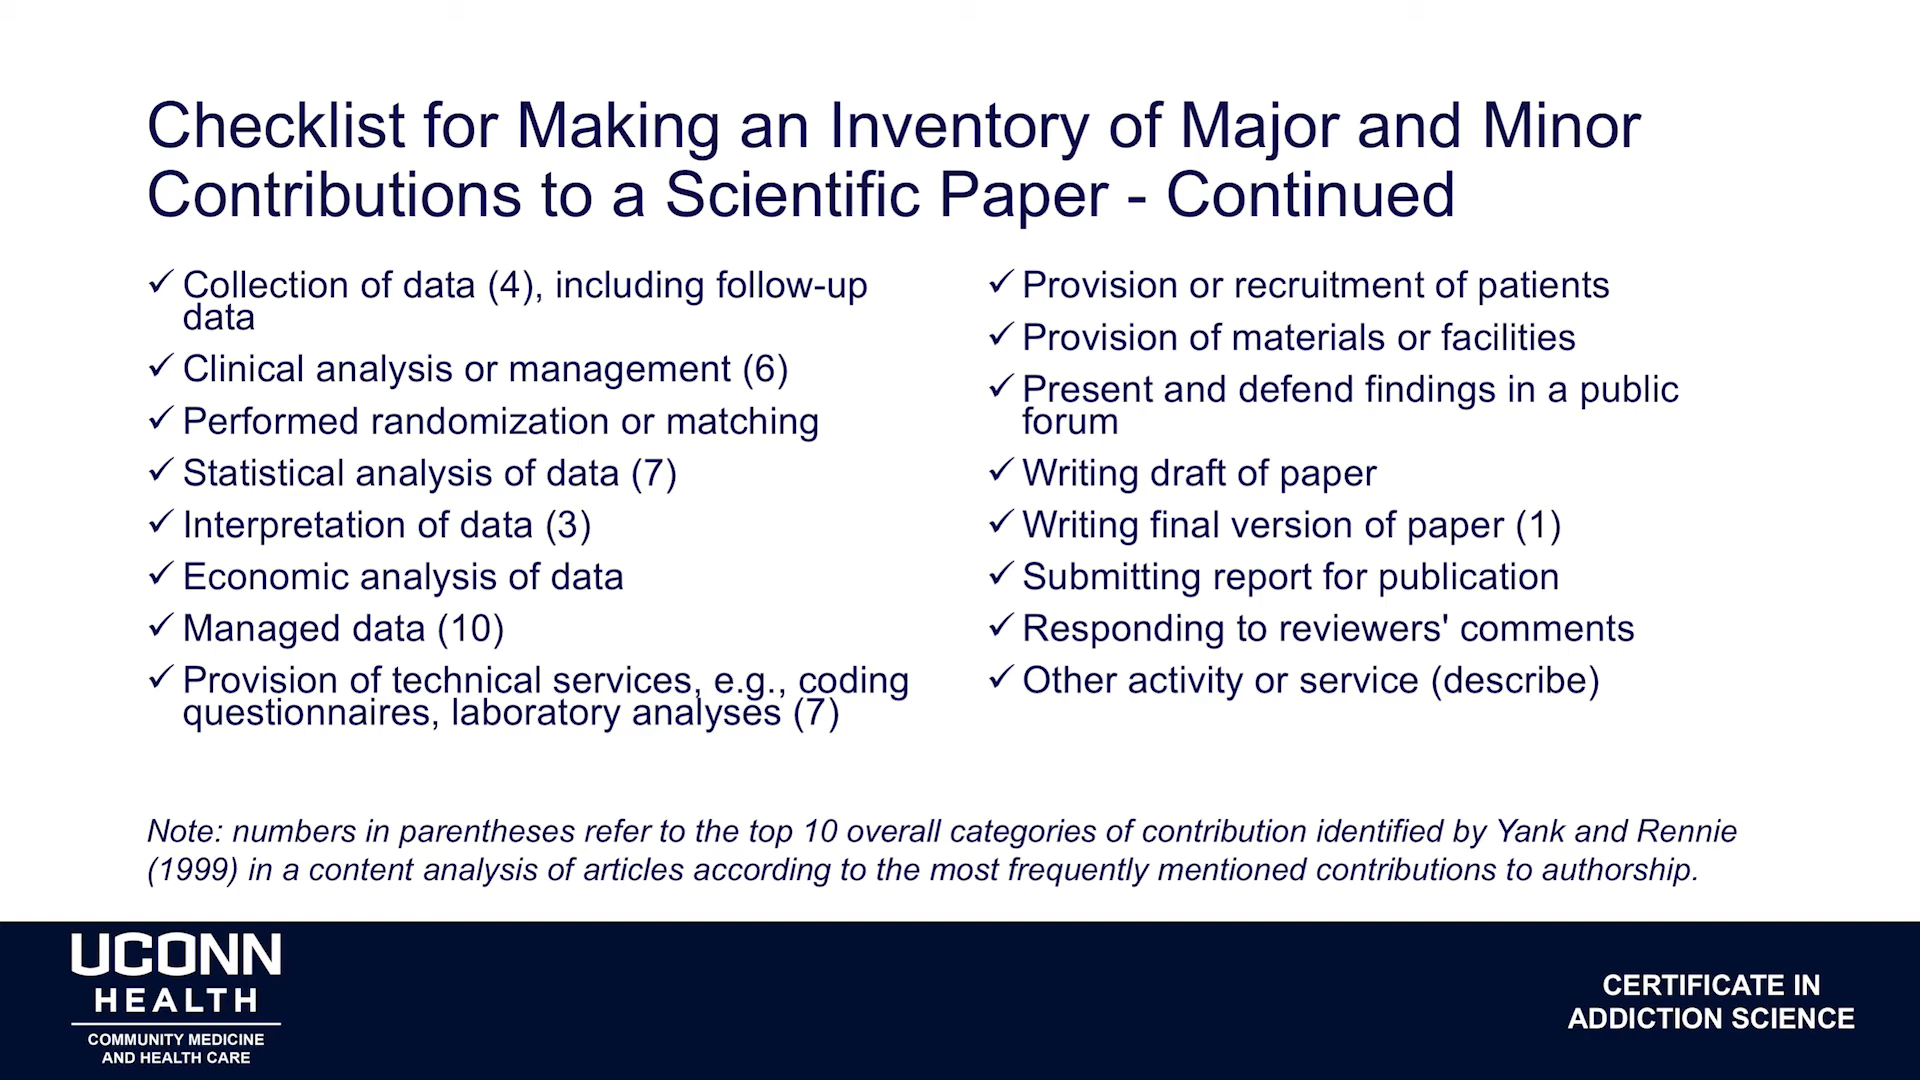 Checklist for Making an Inventory of Major and Minor
Contributions to a Scientific Paper - Continued
✓ Collection of data (4), including follow-up
data
✓ Clinical analysis or management (6)
✓ Performed randomization or matching
✓ Statistical analysis of data (7)
✓ Interpretation of data (3)
✓ Economic analysis of data
✓ Managed data (10)
✓ Provision of technical services, e.g., coding
questionnaires, laboratory analyses (7)
✓ Provision or recruitment of patients
✓ Provision of materials or facilities
✓ Present and defend findings in a public
forum
✓ Writing draft of paper
✓ Writing final version of paper (1)
✓ Submitting report for publication
✓ Responding to reviewers' comments
✓ Other activity or service (describe)
Note: numbers in parentheses refer to the top 10 overall categories of contribution identified by Yank and Rennie
(1999) in a content analysis of articles according to the most frequently mentioned contributions to authorship.
UCONN
HEALTH
COMMUNITY MEDICINE
AND HEALTH CARE
CERTIFICATE IN
ADDICTION SCIENCE